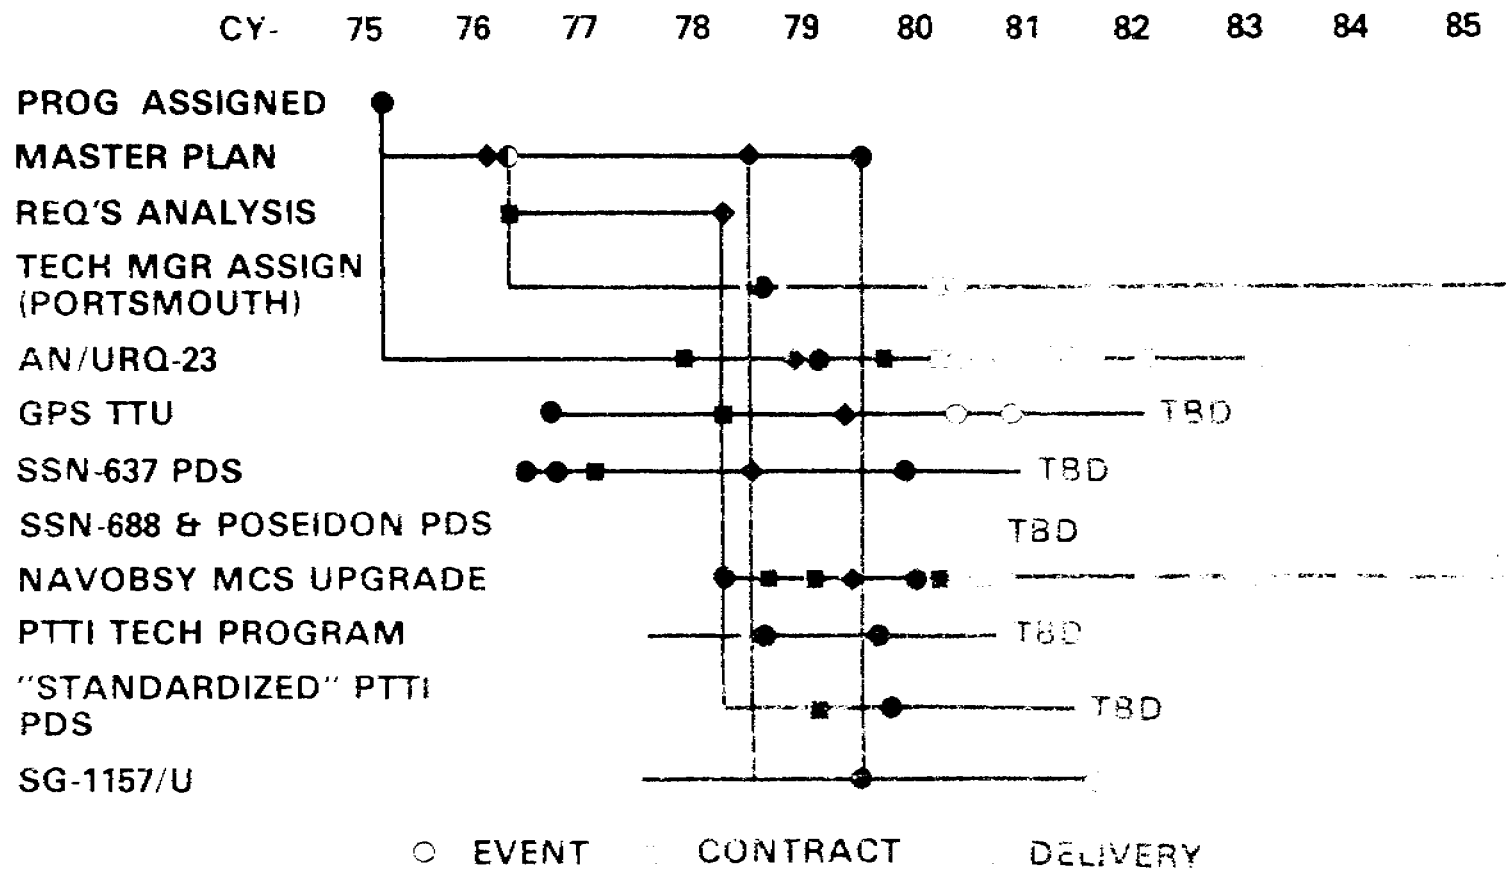 CY- 75 76 77 78 79 80 81 82 83 84 85
PROG ASSIGNED
MASTER PLAN
REQ'S ANALYSIS
TECH MGR ASSIGN
(PORTSMOUTH)
AN/URQ-23
GPS TTU
TBD
SSN-637 PDS
TBD
SSN-688 & POSEIDON PDS
TBD
NAVOBSY MCS UPGRADE
PTTI TECH PROGRAM
TBD
"STANDARDIZED" PTTI
PDS
TBD
SG-1157/U
EVENT CONTRACT DELIVERY